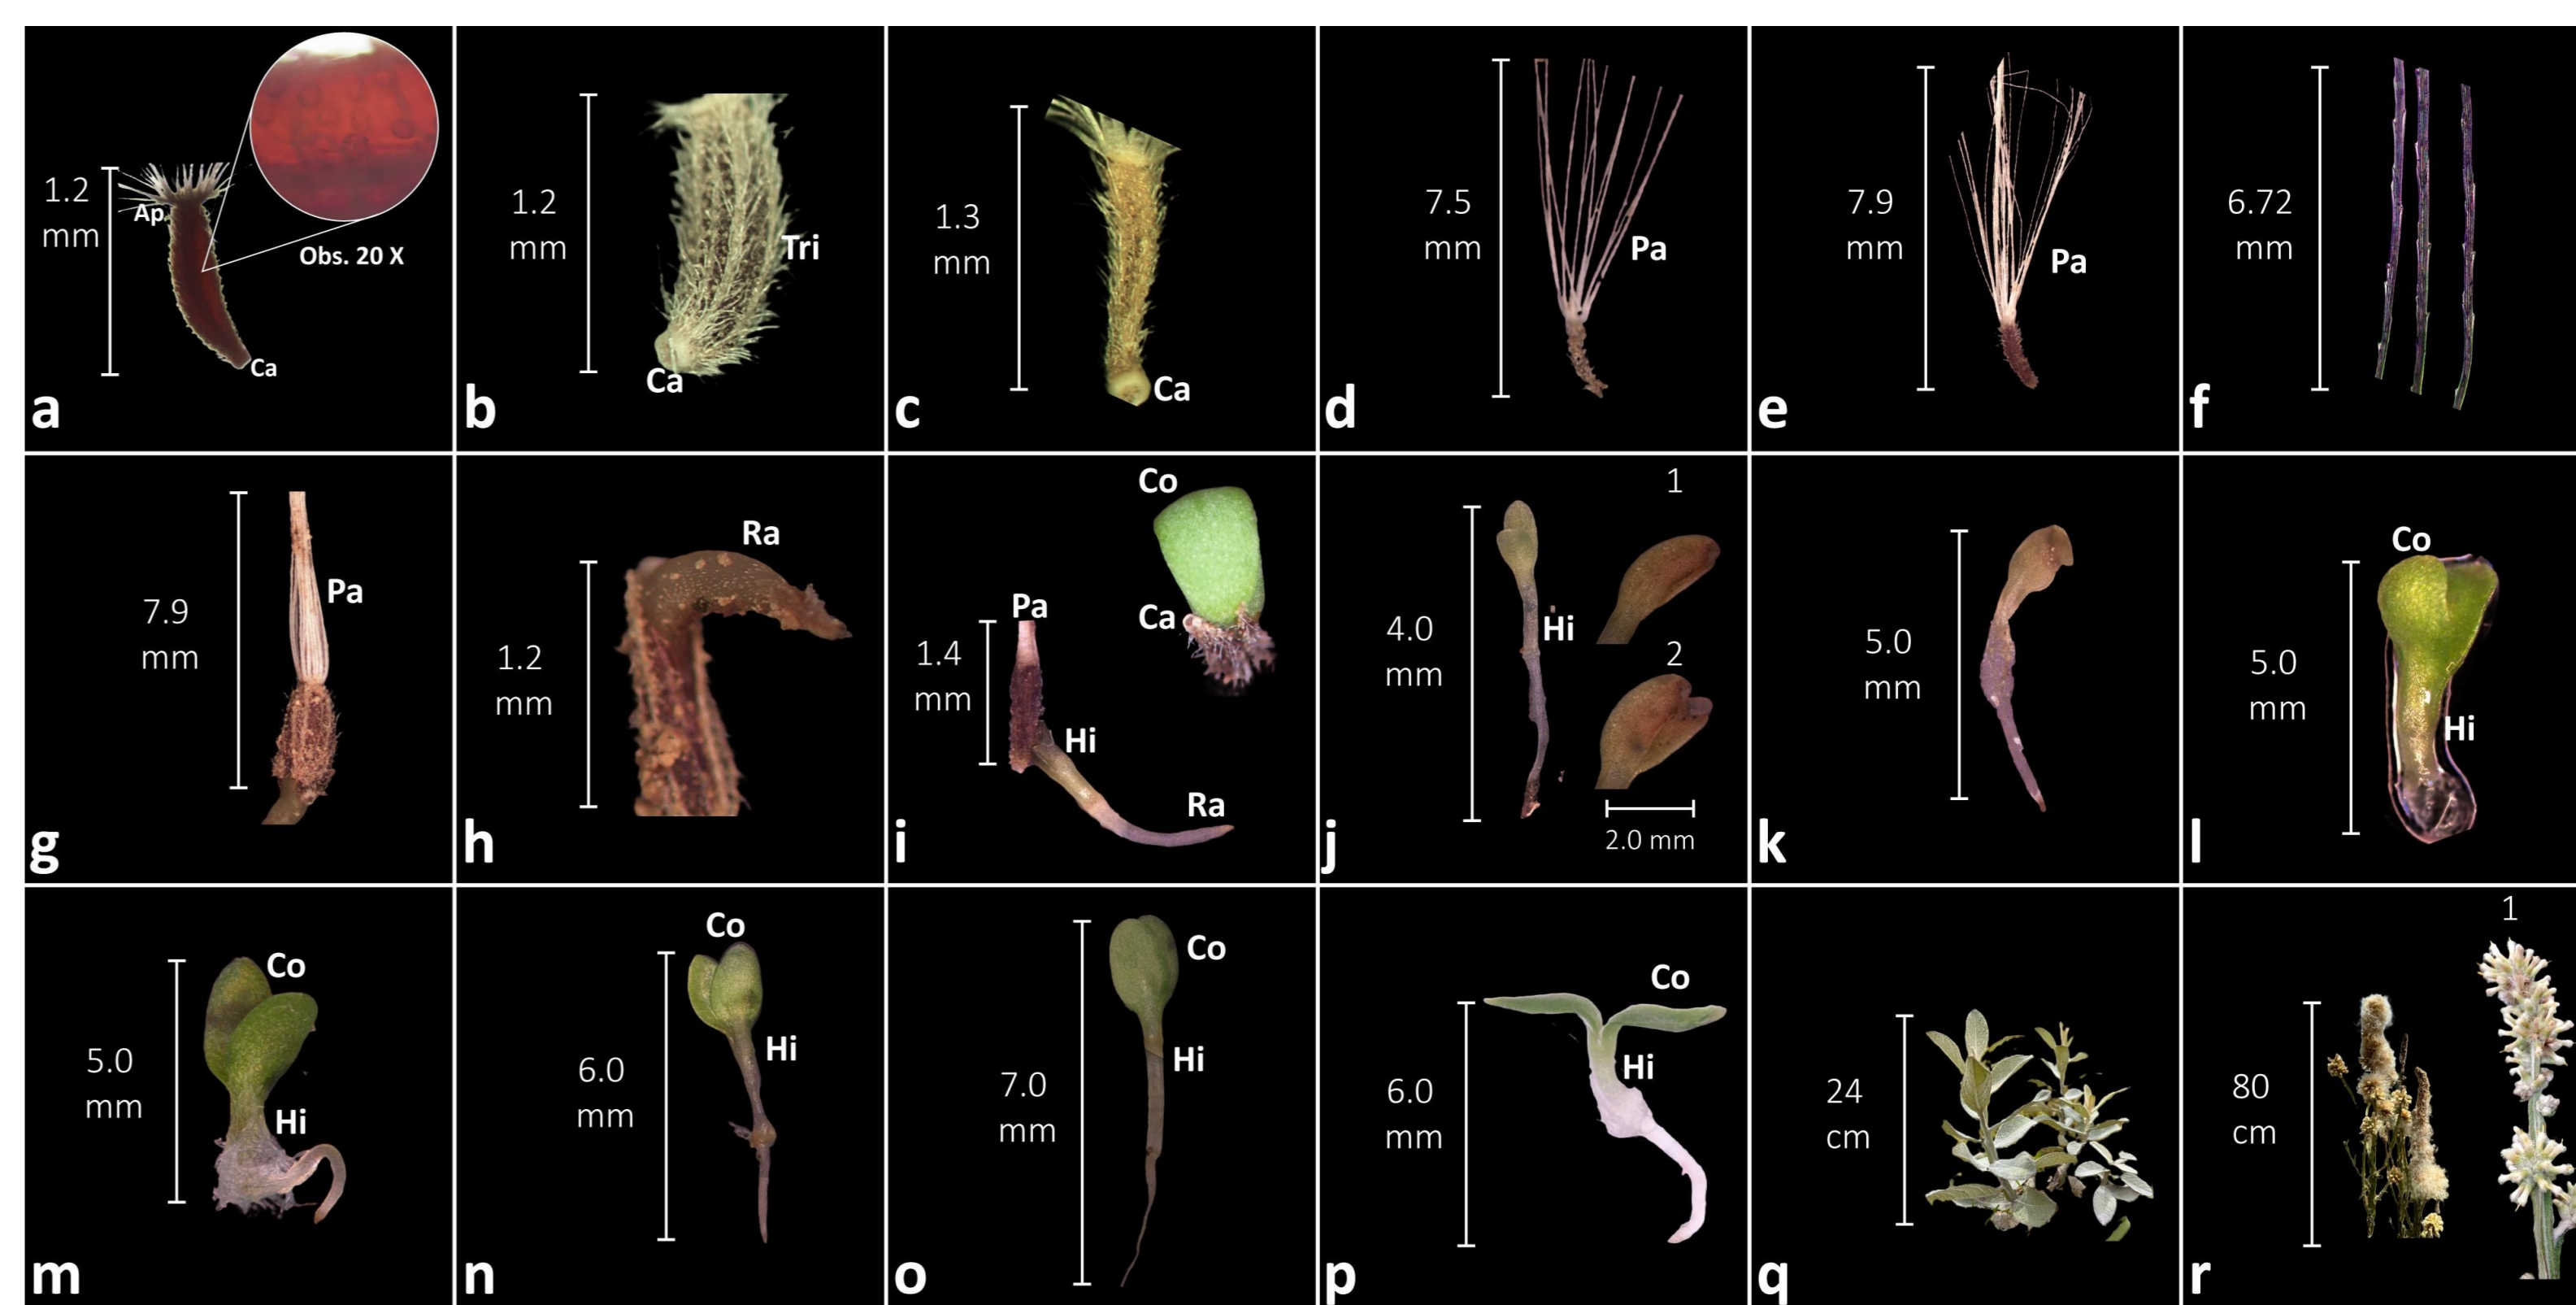 1.2
mm
Ap
Obs. 20 X
Ca
a
1.2
mm
Tri
Ca
b
1.3
mm
Ca
c
7.5
mm
Pa
d
7.9
mm
Pa
e
6.72
mm
f
7.9
mm
Pa
g
Ra
1.2
mm
h
Co
Ca
Pa
1.4
mm
Hi
Ra
i
1
4.0
mm
Hi
2
2.0 mm
j
5.0
mm
k
Co
5.0
mm
Hi
l
Co
5.0
mm
Hi
m
Co
Hi
6.0
mm
n
Co
Hi
7.0
mm
o
Co
Hi
6.0
mm
p
24
cm
q
1
80
cm
r